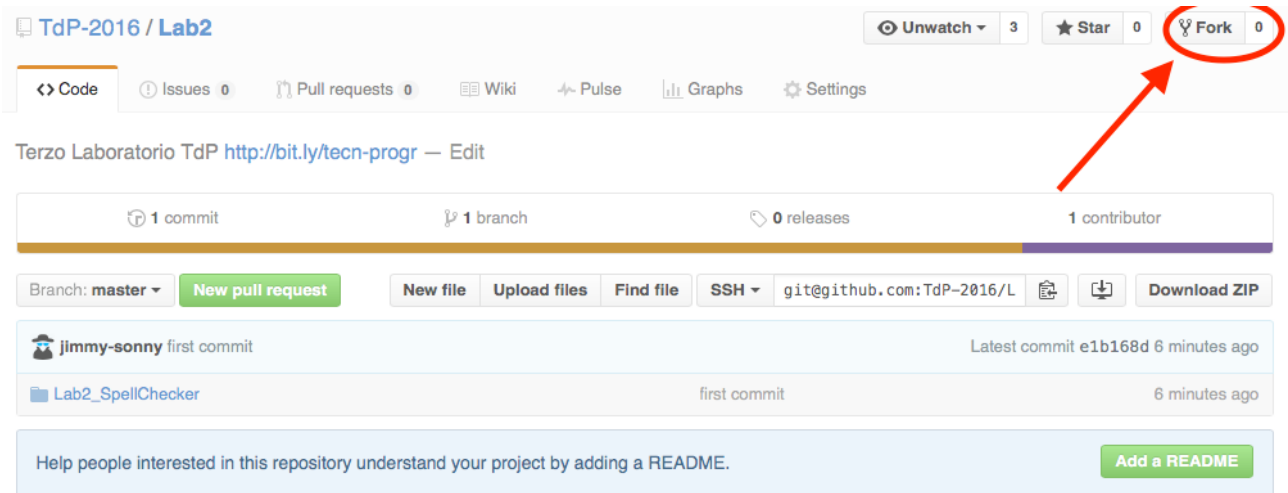 TdP-2016 / Lab2
Unwatch 3
Star 0
Fork 0
Code
Issues 0
Pull requests 0
Wiki
Pulse
Graphs
Settings
Terzo Laboratorio TdP http://bit.ly/tecn-progr — Edit
1 commit
1 branch
0 releases
1 contributor
Branch: master
New pull request
New file
Upload files
Find file
SSH
git@github.com:TdP-2016/L
Download ZIP
jimmy-sonny first commit
Latest commit e1b168d 6 minutes ago
Lab2_SpellChecker
first commit
6 minutes ago
Help people interested in this repository understand your project by adding a README.
Add a README